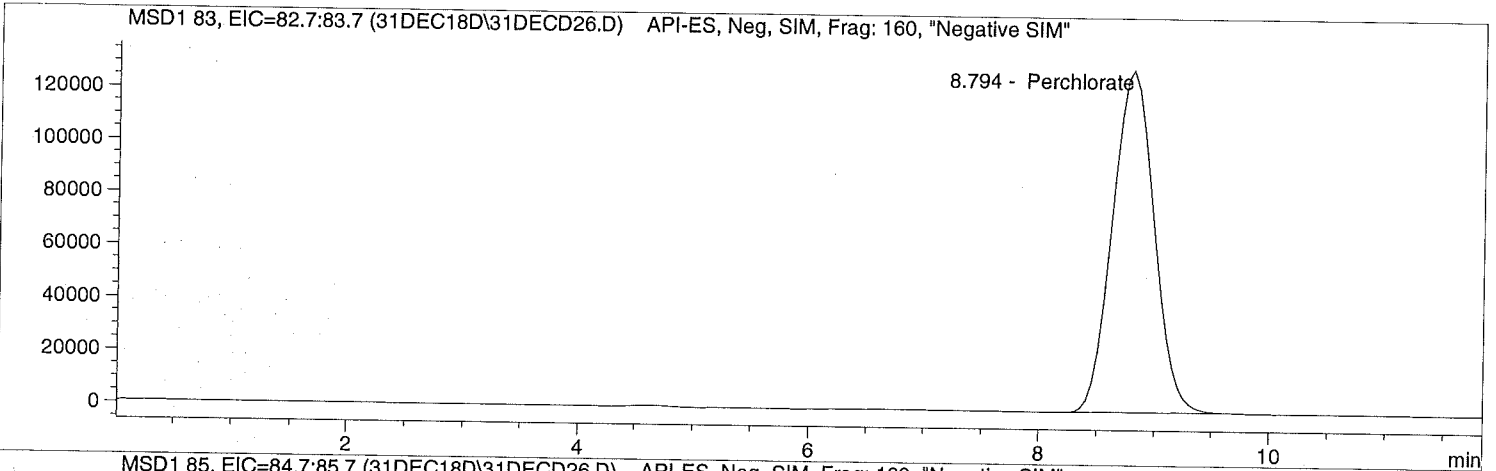 MSD1 83, EIC=82.7:83.7 (31DEC18D\31DECD26.D) API-ES, Neg, SIM, Frag: 160, "Negative SIM"
8.794 - Perchlorate
120000
100000
80000
60000
40000
20000
0
2 4 6 8 10 min
MSD1 85, EIC=84.7:85.7 (31DEC18D\31DECD26.D) API-ES, Neg, SIM, Frag: 160, "Negative SIM"